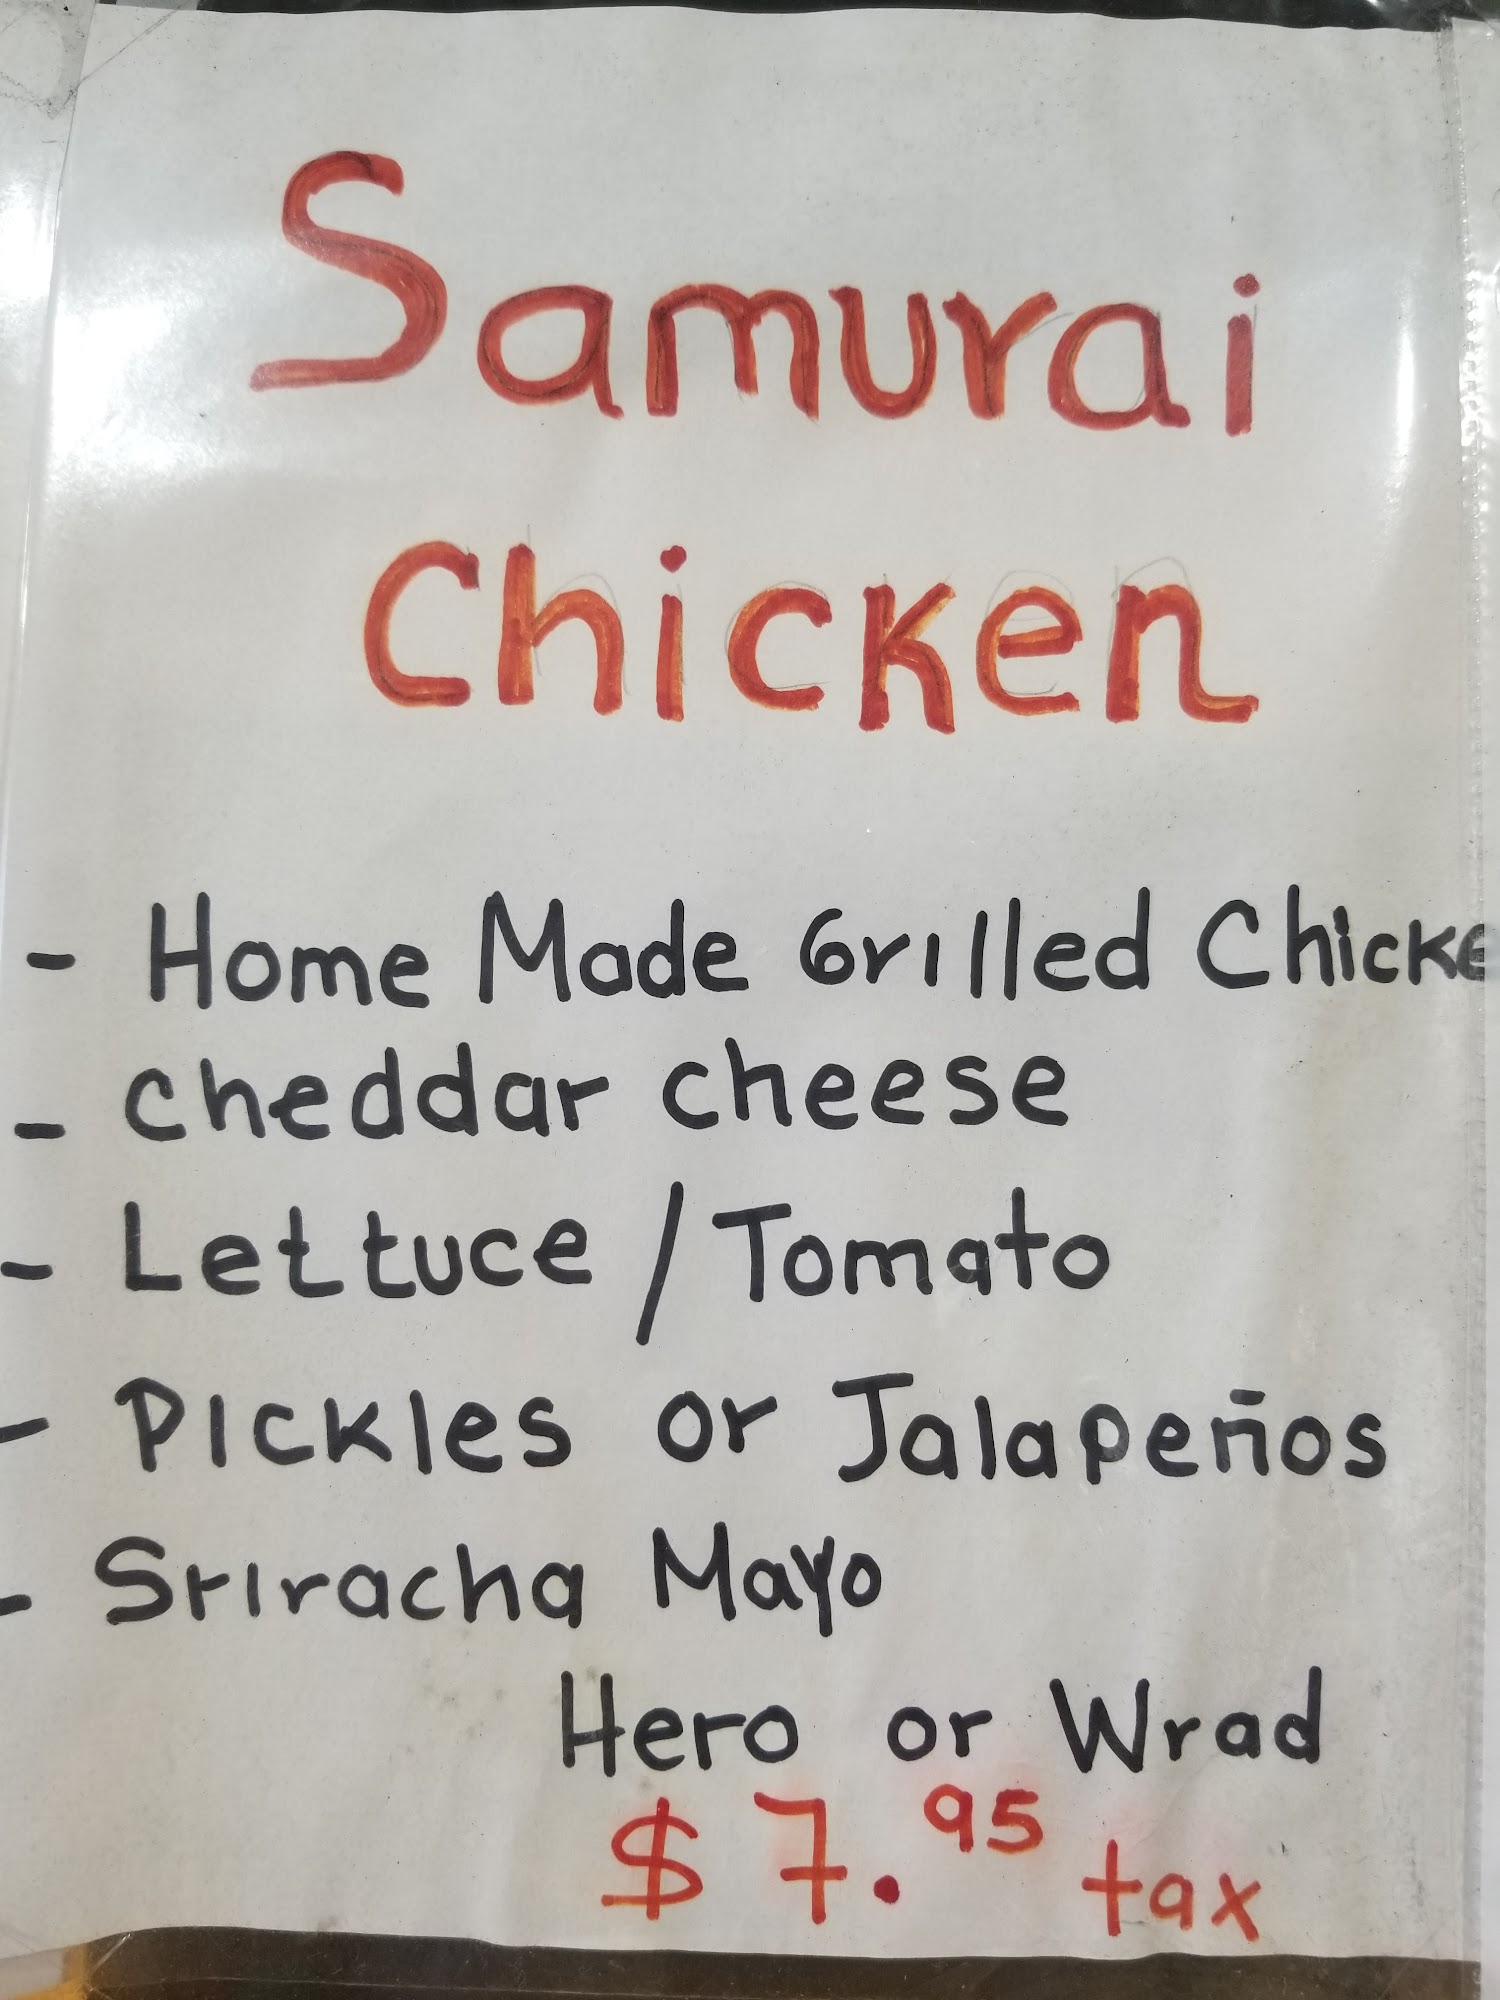 Samurai
Chicken
- Home Made Grilled Chicke
- cheddar cheese
- Lettuce / Tomato
- Pickles or Jalapeños
- Sriracha Mayo
Hero or Wrad
$7.95 tax